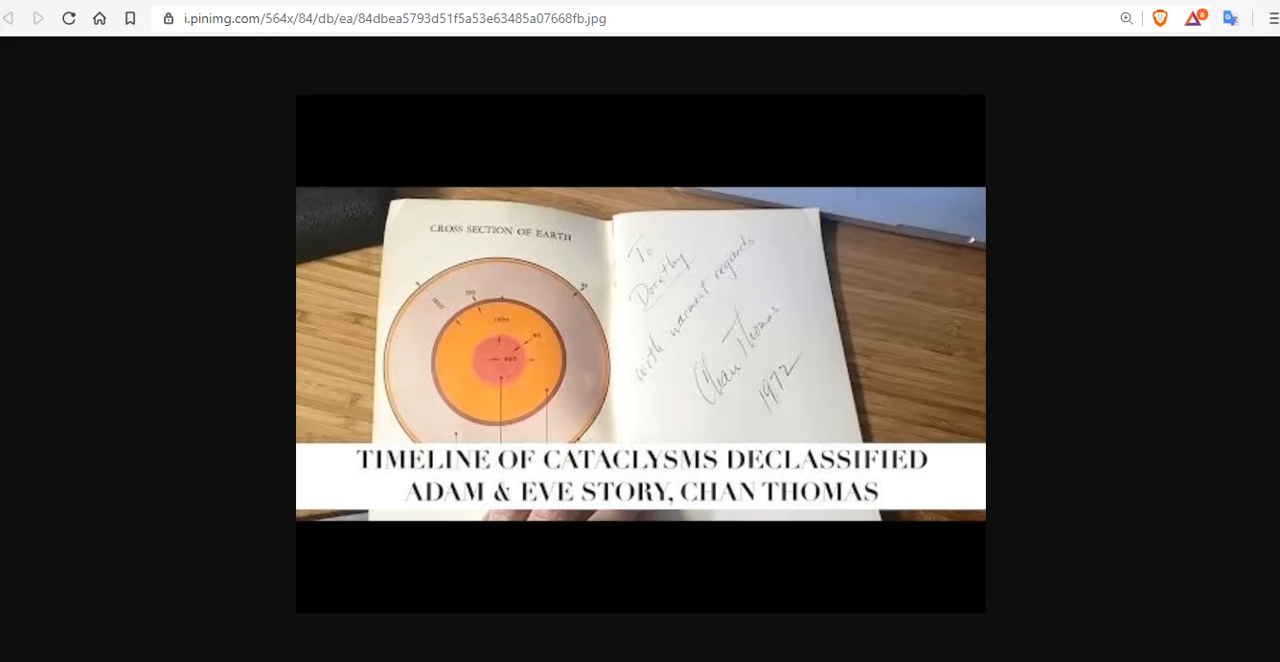 i.pinimg.com/564x/84/db/ea/84dbea5793d51f5a53e63485a07668fb.jpg
CROSS SECTION OF EARTH
To
Dorothy
with warmest regards
Chan Thomas
1972
TIMELINE OF CATACLYSMS DECLASSIFIED
ADAM & EVE STORY, CHAN THOMAS